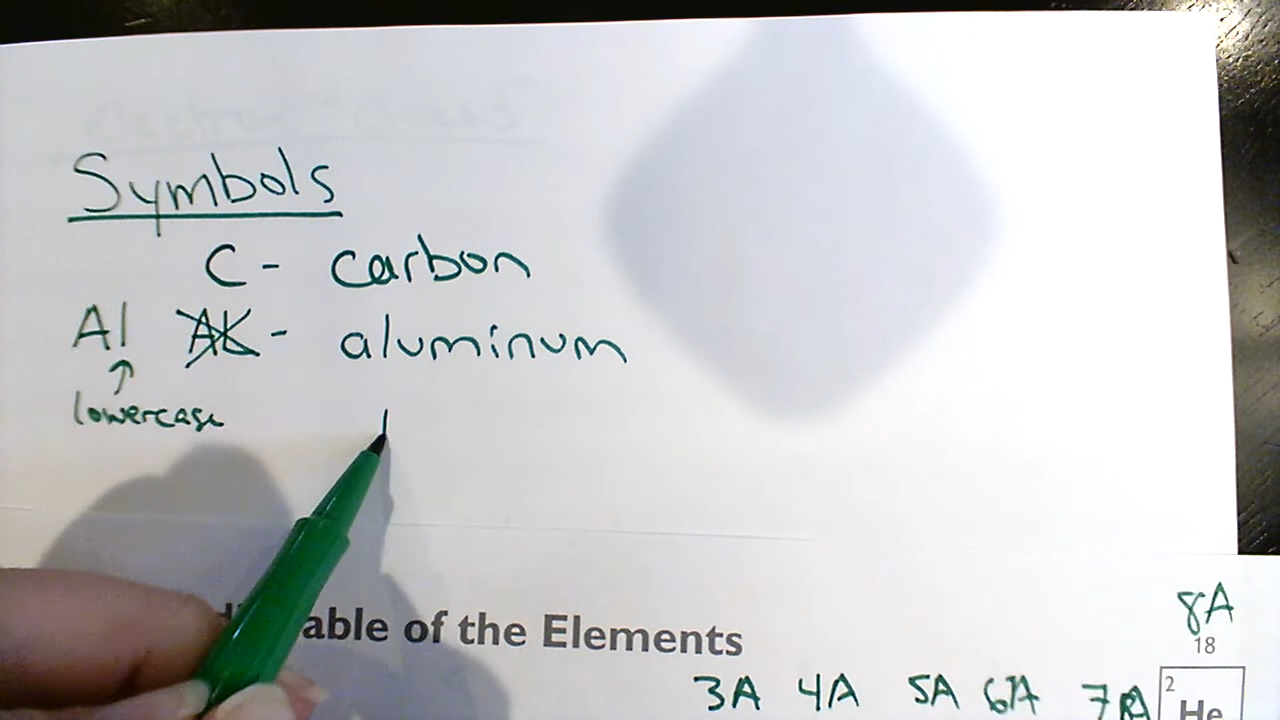 Symbols
C - carbon
Al AL - aluminum
↑
lowercase
able of the Elements
8A
18
3A 4A 5A 6A 7A
2
He